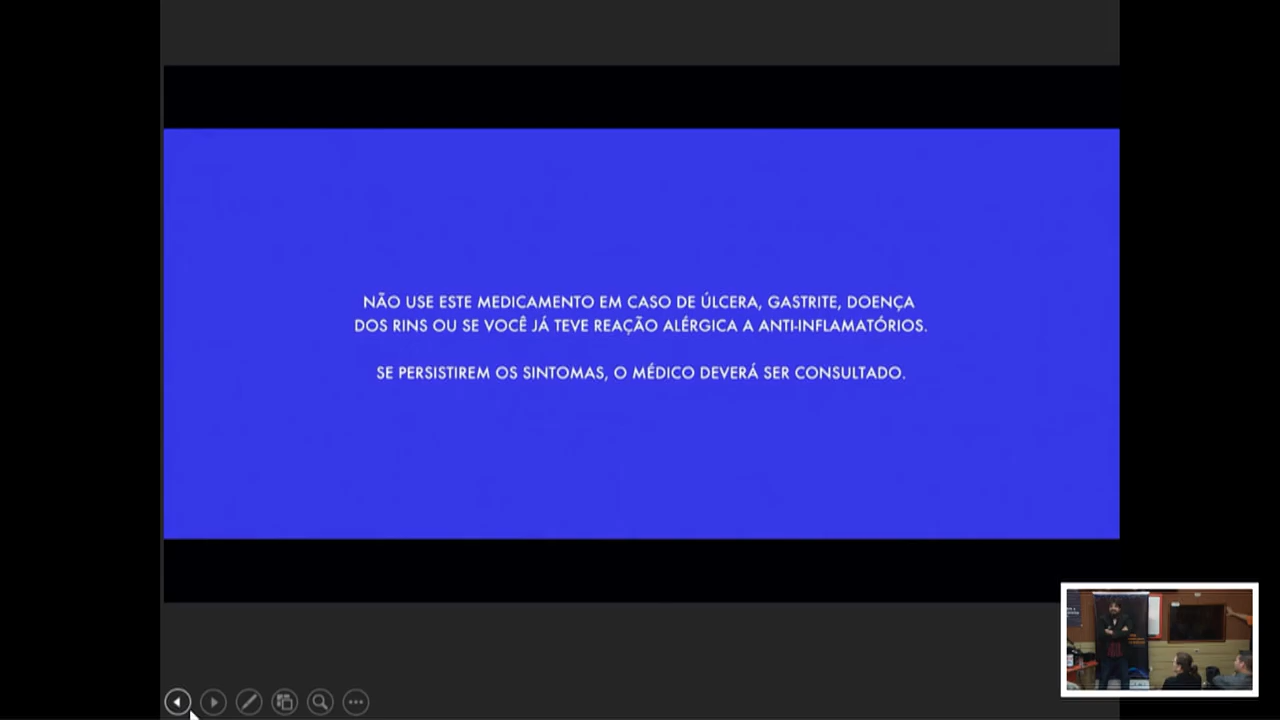 NÃO USE ESTE MEDICAMENTO EM CASO DE ÚLCERA, GASTRITE, DOENÇA
DOS RINS OU SE VOCÊ JÁ TEVE REAÇÃO ALÉRGICA A ANTI-INFLAMATÓRIOS.
SE PERSISTIREM OS SINTOMAS, O MÉDICO DEVERÁ SER CONSULTADO.